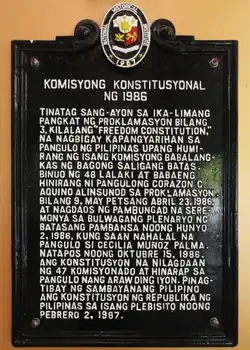 NATIONAL HISTORICAL INSTITUTE
1987
KOMISYONG KONSTITUSYONAL
NG 1986
TINATAG SANG-AYON SA IKA-LIMANG
PANGKAT NG PROKLAMASYON BILANG
3, KILALANG "FREEDOM CONSTITUTION,"
NA NAGBIGAY KAPANGYARIHAN SA
PANGULO NG PILIPINAS UPANG HUMI-
RANG NG ISANG KOMISYONG BABALANG-
KAS NG BAGONG SALIGANG BATAS.
BINUO NG 48 LALAKI AT BABAENG
HINIRANG NI PANGULONG CORAZON C.
AQUINO ALINSUNOD SA PROKLAMASYON
BILANG 9, MAY PETSANG ABRIL 23, 1986,
AT NAGDAOS NG PAMBUNGAD NA SERE-
MONYA SA BULWAGANG PLENARYO NG
BATASANG PAMBANSA NOONG HUNYO
2, 1986, KUNG SAAN NAHALAL NA
PANGULO SI CECILIA MUÑOZ PALMA.
NATAPOS NOONG OKTUBRE 15, 1986,
ANG KONSTITUSYON NA NILAGDAAN
NG 47 KOMISYONADO AT HINARAP SA
PANGULO NANG ARAW DING IYON. PINAG-
TIBAY NG SAMBAYANANG PILIPINO
ANG KONSTITUSYON NG REPUBLIKA NG
PILIPINAS SA ISANG PLEBISITO NOONG
PEBRERO 2, 1987.